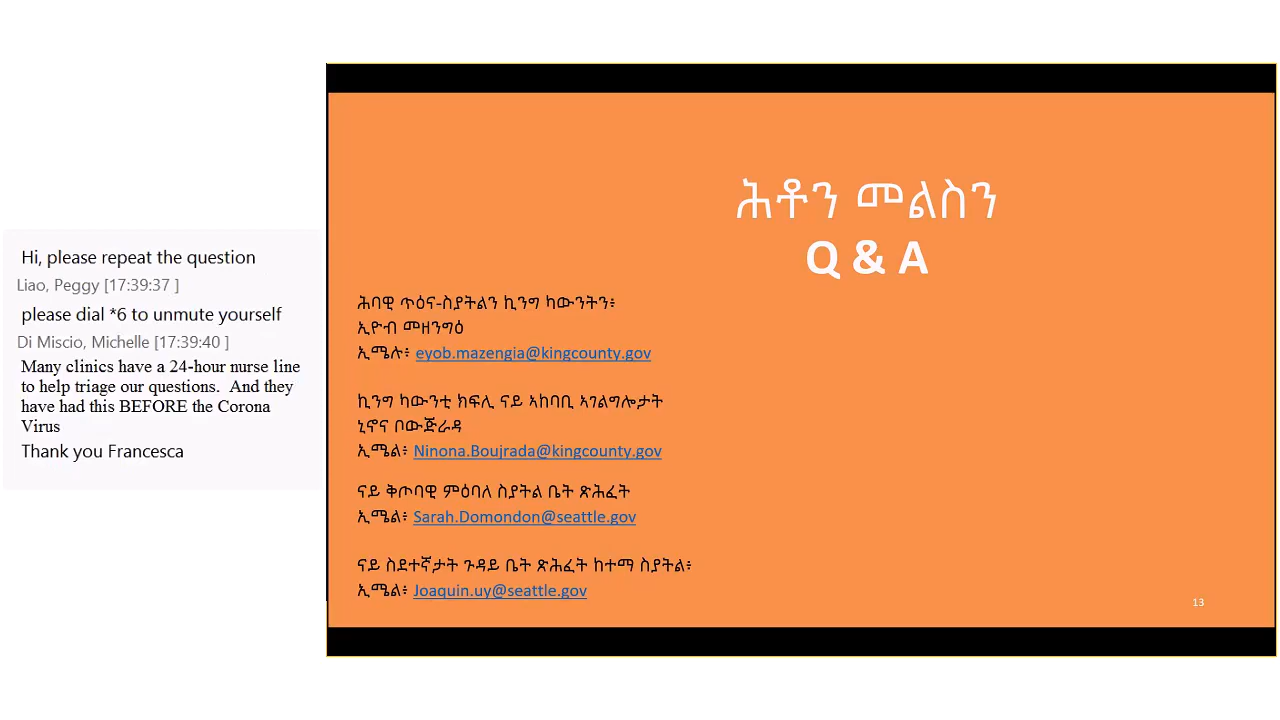 Hi, please repeat the question
Liao, Peggy [17:39:37 ]
please dial *6 to unmute yourself
Di Miscio, Michelle [17:39:40 ]
Many clinics have a 24-hour nurse line
to help triage our questions.  And they
have had this BEFORE the Corona
Virus
Thank you Francesca
ሕቶን መልስን
Q & A
ሕባዊ ጥዕና-ስያትልን ኪንግ ካውንትን፥
ኢዮብ መዘንግዕ
ኢሜሉ፥ eyob.mazengia@kingcounty.gov
ኪንግ ካውንቲ ክፍሊ ናይ ኣከባቢ ኣገልግሎታት
ኒኖና ቦውጅራዳ
ኢሜል፥ Ninona.Boujrada@kingcounty.gov
ናይ ቅጦባዊ ምዕባለ ስያትል ቤት ጽሕፈት
ኢሜል፥ Sarah.Domondon@seattle.gov
ናይ ስደተኛታት ጉዳይ ቤት ጽሕፈት ከተማ ስያትል፥
ኢሜል፥ Joaquin.uy@seattle.gov
13